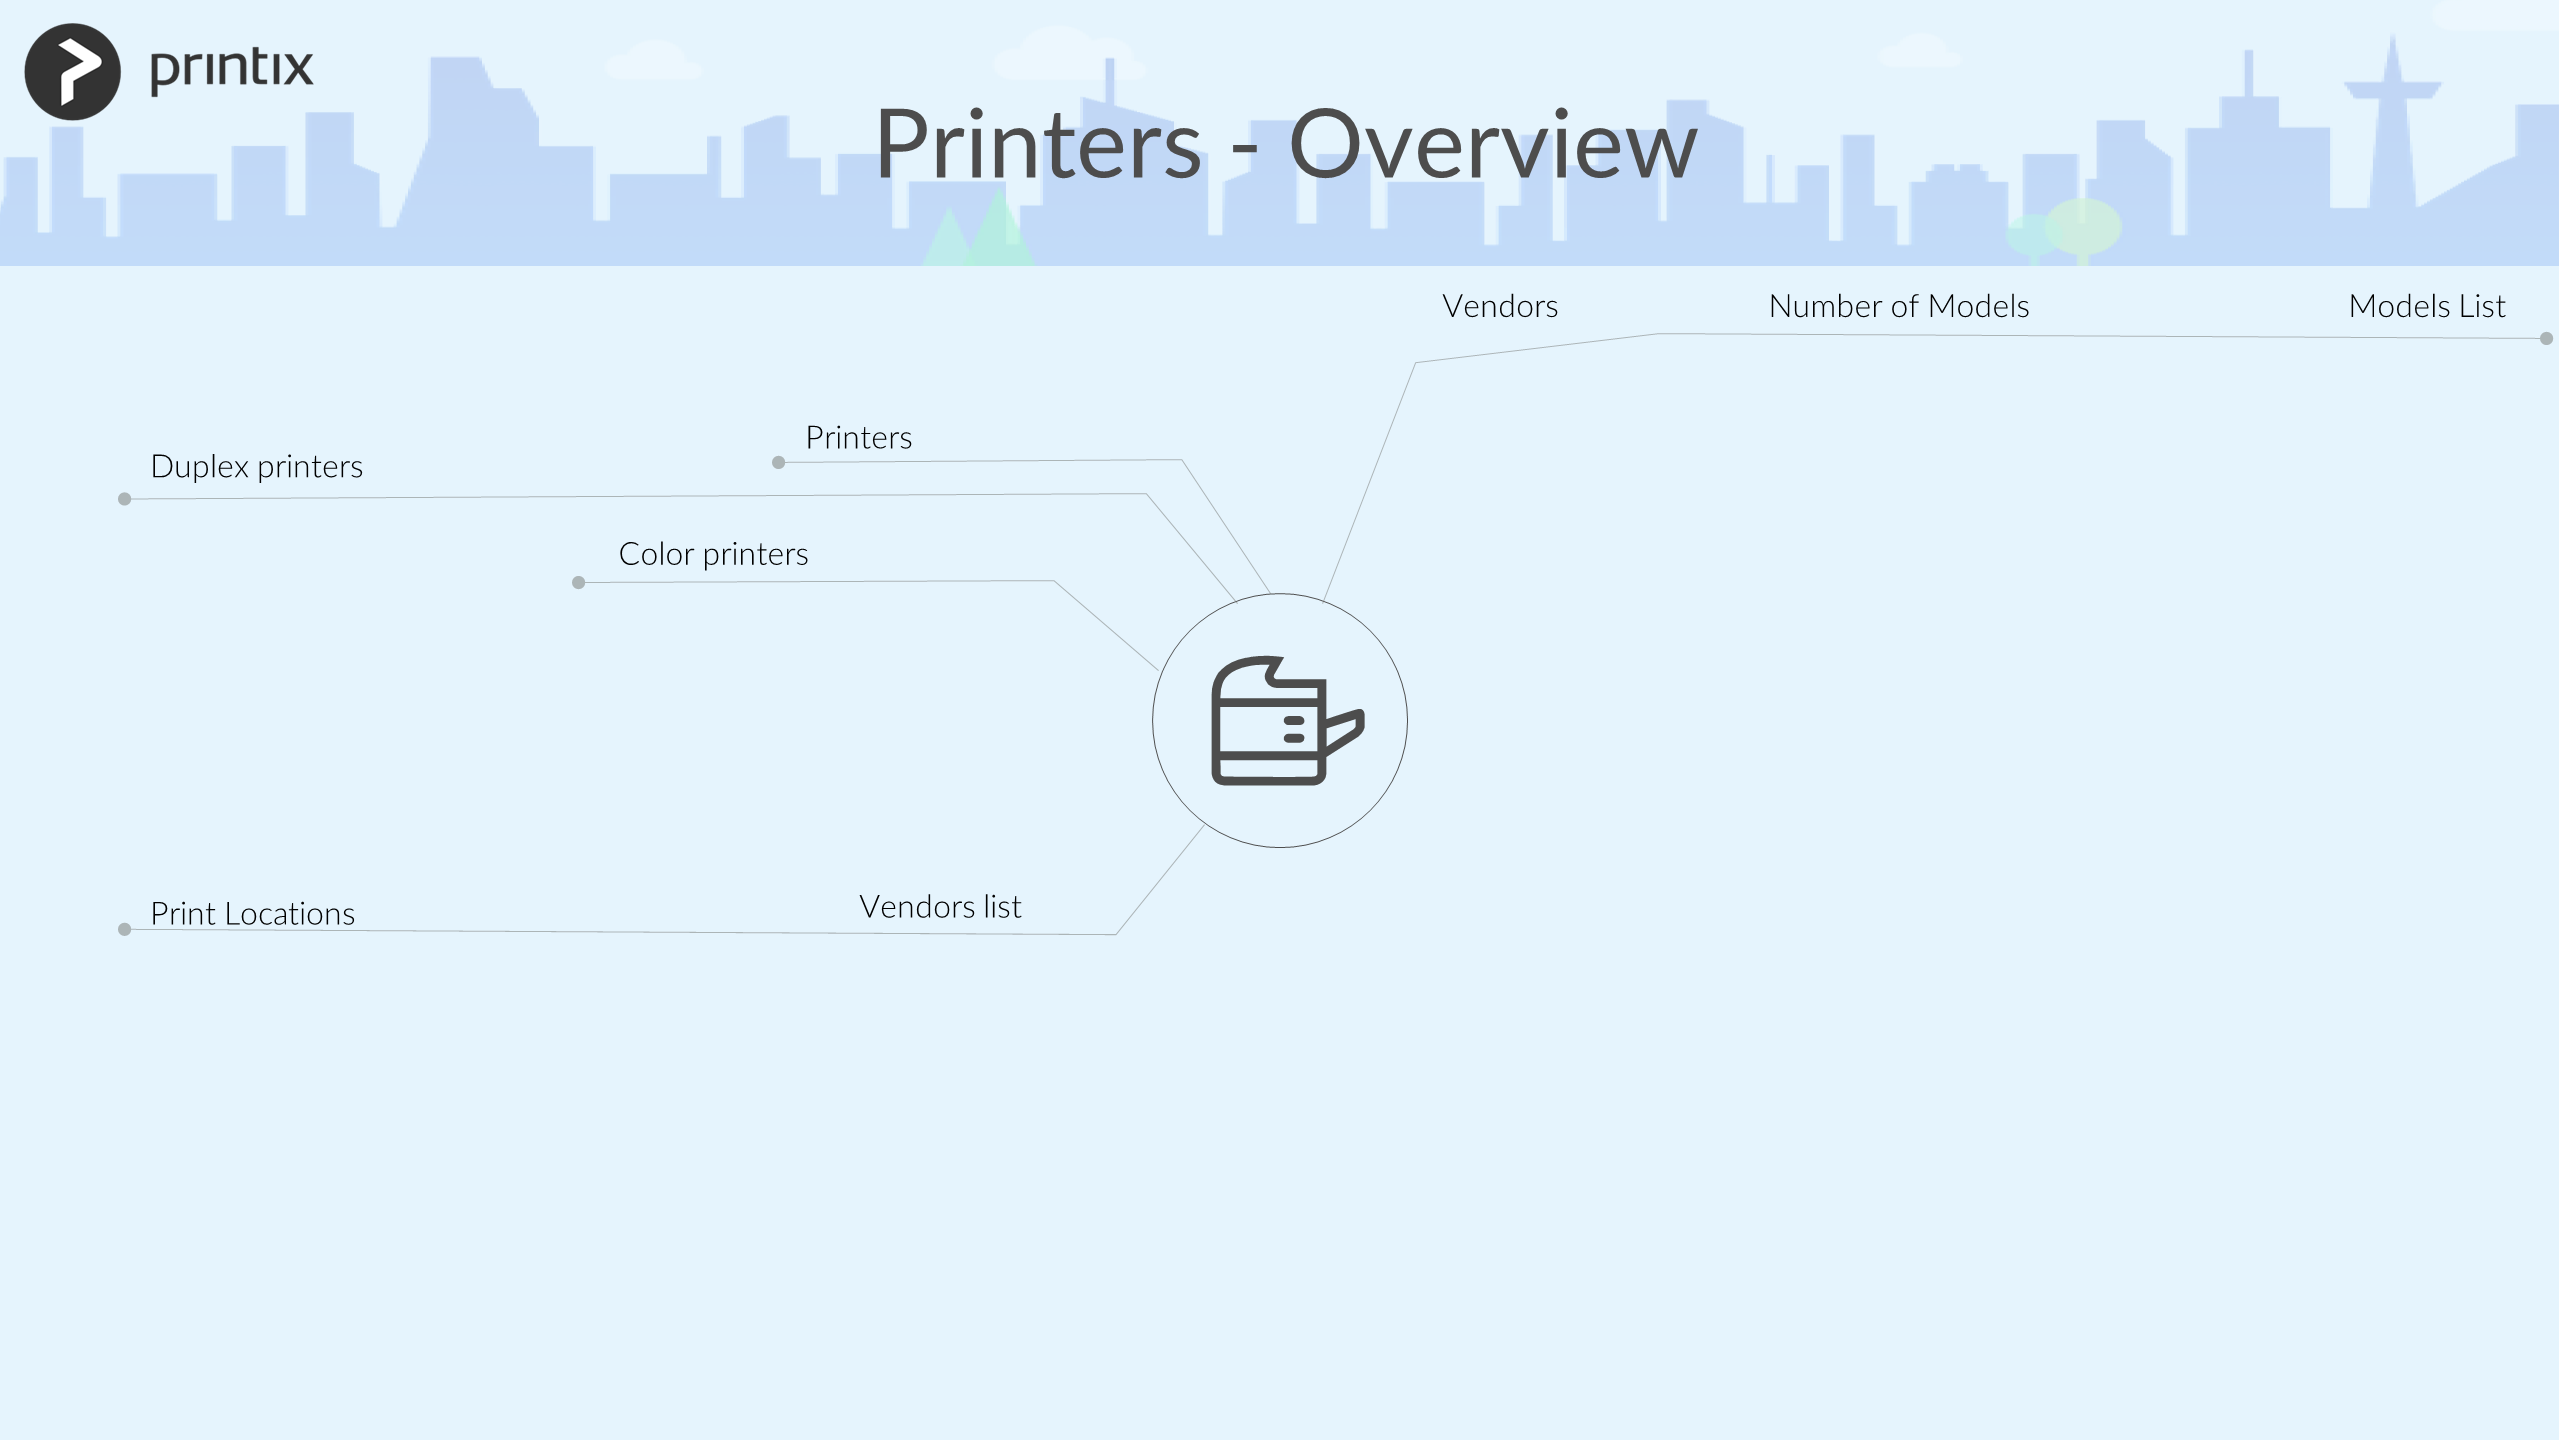 printix
Printers - Overview
Vendors
Number of Models
Models List
Printers
Duplex printers
Color printers
Print Locations
Vendors list